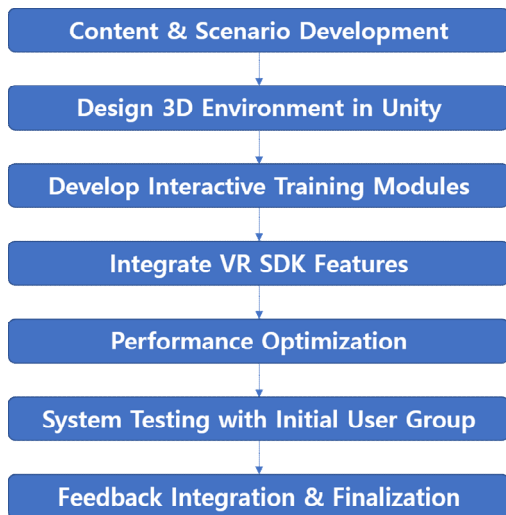 Content & Scenario Development
Design 3D Environment in Unity
Develop Interactive Training Modules
Integrate VR SDK Features
Performance Optimization
System Testing with Initial User Group
Feedback Integration & Finalization